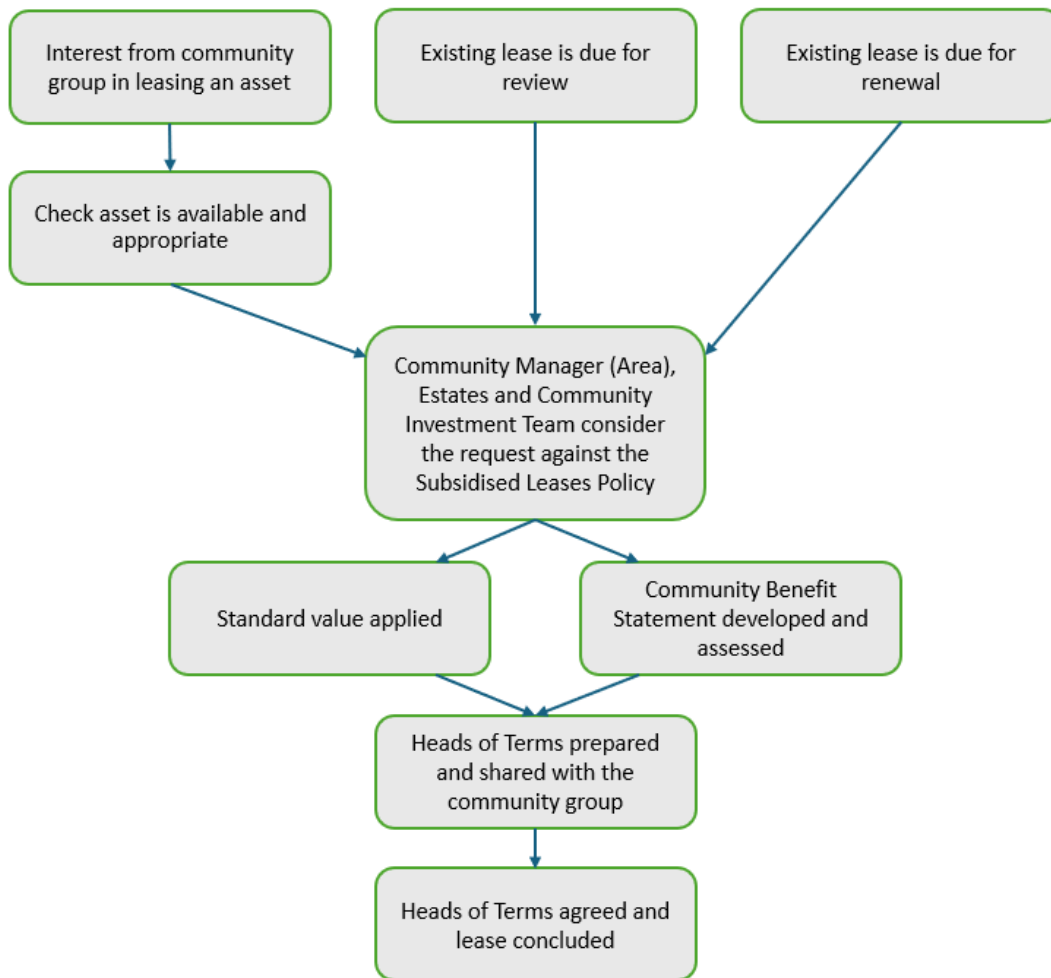 Interest from community
group in leasing an asset
Existing lease is due for
review
Existing lease is due for
renewal
Check asset is available and
appropriate
Community Manager (Area),
Estates and Community
Investment Team consider
the request against the
Subsidised Leases Policy
Standard value applied
Community Benefit
Statement developed and
assessed
Heads of Terms prepared
and shared with the
community group
Heads of Terms agreed and
lease concluded